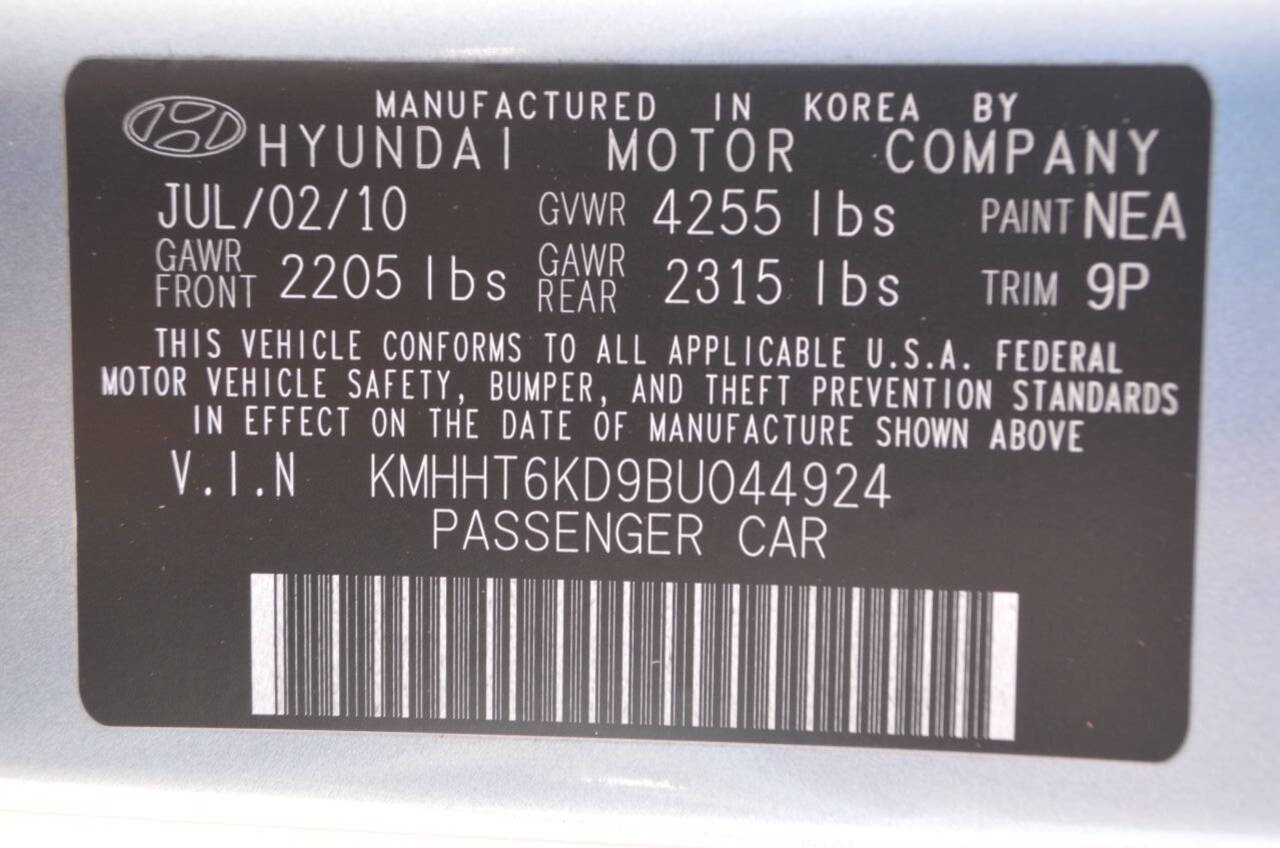 MANUFACTURED IN KOREA BY
HYUNDAI MOTOR COMPANY
JUL/02/10 GVWR 4255 lbs PAINT NEA
GAWR FRONT 2205 lbs GAWR REAR 2315 lbs TRIM 9P
THIS VEHICLE CONFORMS TO ALL APPLICABLE U.S.A. FEDERAL
MOTOR VEHICLE SAFETY, BUMPER, AND THEFT PREVENTION STANDARDS
IN EFFECT ON THE DATE OF MANUFACTURE SHOWN ABOVE
V.I.N KMHHT6KD9BU044924
PASSENGER CAR